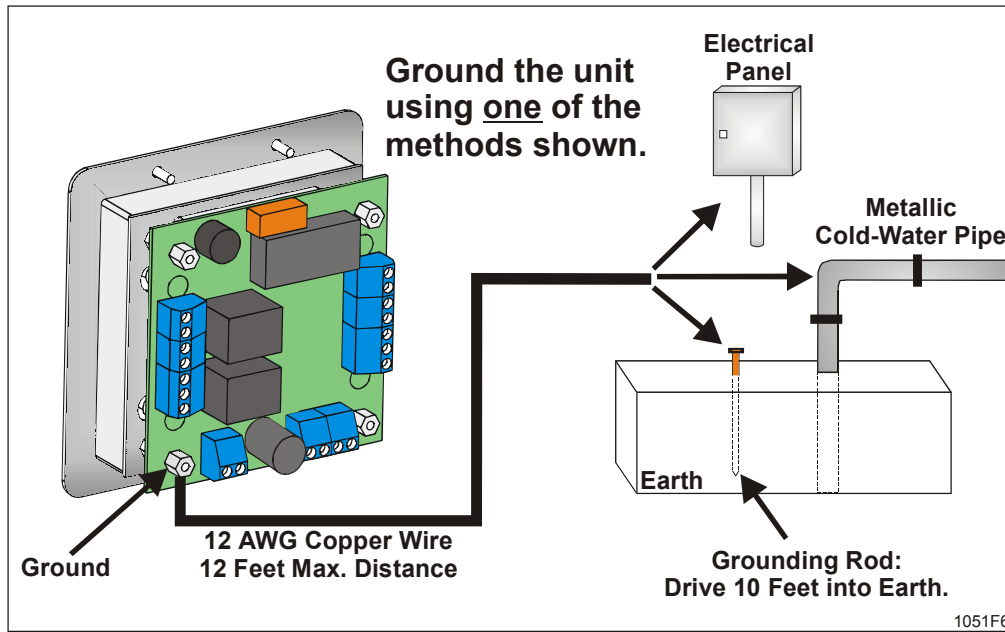 Ground the unit
using one of the
methods shown.
Electrical
Panel
Metallic
Cold-Water Pipe
Earth
Ground
12 AWG Copper Wire
12 Feet Max. Distance
Grounding Rod:
Drive 10 Feet into Earth.
1051F6